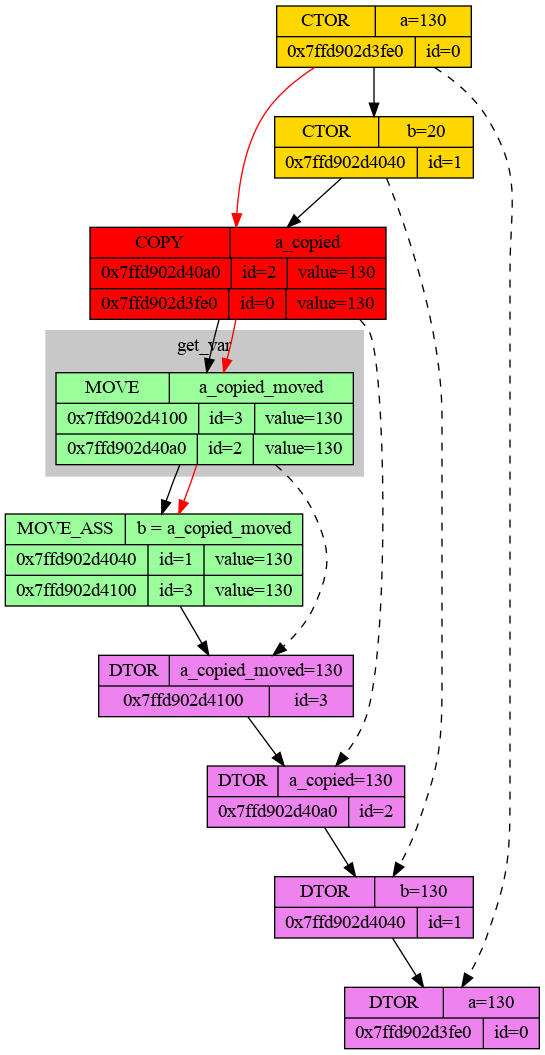 CTOR a=130
0x7ffd902d3fe0 id=0
CTOR b=20
0x7ffd902d4040 id=1
COPY a_copied
0x7ffd902d40a0 id=2 value=130
0x7ffd902d3fe0 id=0 value=130
get_var
MOVE a_copied_moved
0x7ffd902d4100 id=3 value=130
0x7ffd902d40a0 id=2 value=130
MOVE_ASS b = a_copied_moved
0x7ffd902d4040 id=1 value=130
0x7ffd902d4100 id=3 value=130
DTOR a_copied_moved=130
0x7ffd902d4100 id=3
DTOR a_copied=130
0x7ffd902d40a0 id=2
DTOR b=130
0x7ffd902d4040 id=1
DTOR a=130
0x7ffd902d3fe0 id=0